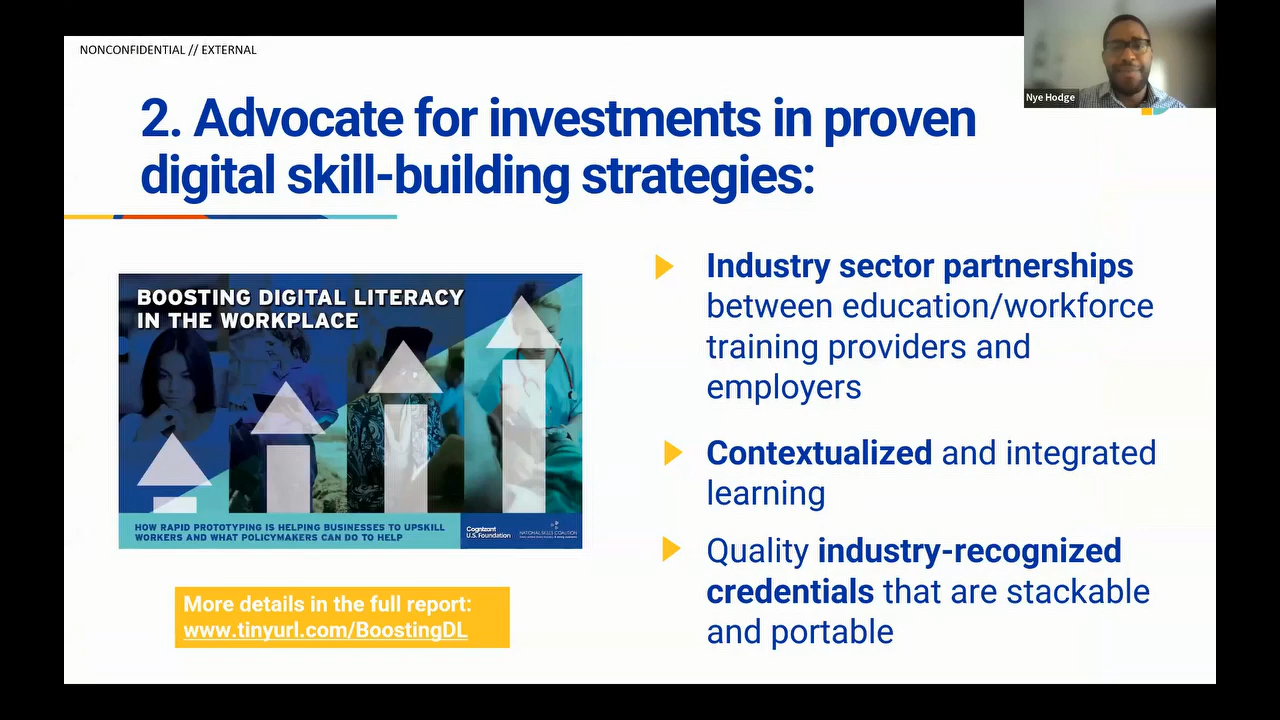 NONCONFIDENTIAL // EXTERNAL
Nye Hodge
2. Advocate for investments in proven
digital skill-building strategies:
BOOSTING DIGITAL LITERACY
IN THE WORKPLACE
HOW RAPID PROTOTYPING IS HELPING BUSINESSES TO UPSKILL
WORKERS AND WHAT POLICYMAKERS CAN DO TO HELP
Cognizant
U.S. Foundation
NATIONAL SKILLS COALITION
More details in the full report:
www.tinyurl.com/BoostingDL
Industry sector partnerships
between education/workforce
training providers and
employers
Contextualized and integrated
learning
Quality industry-recognized
credentials that are stackable
and portable